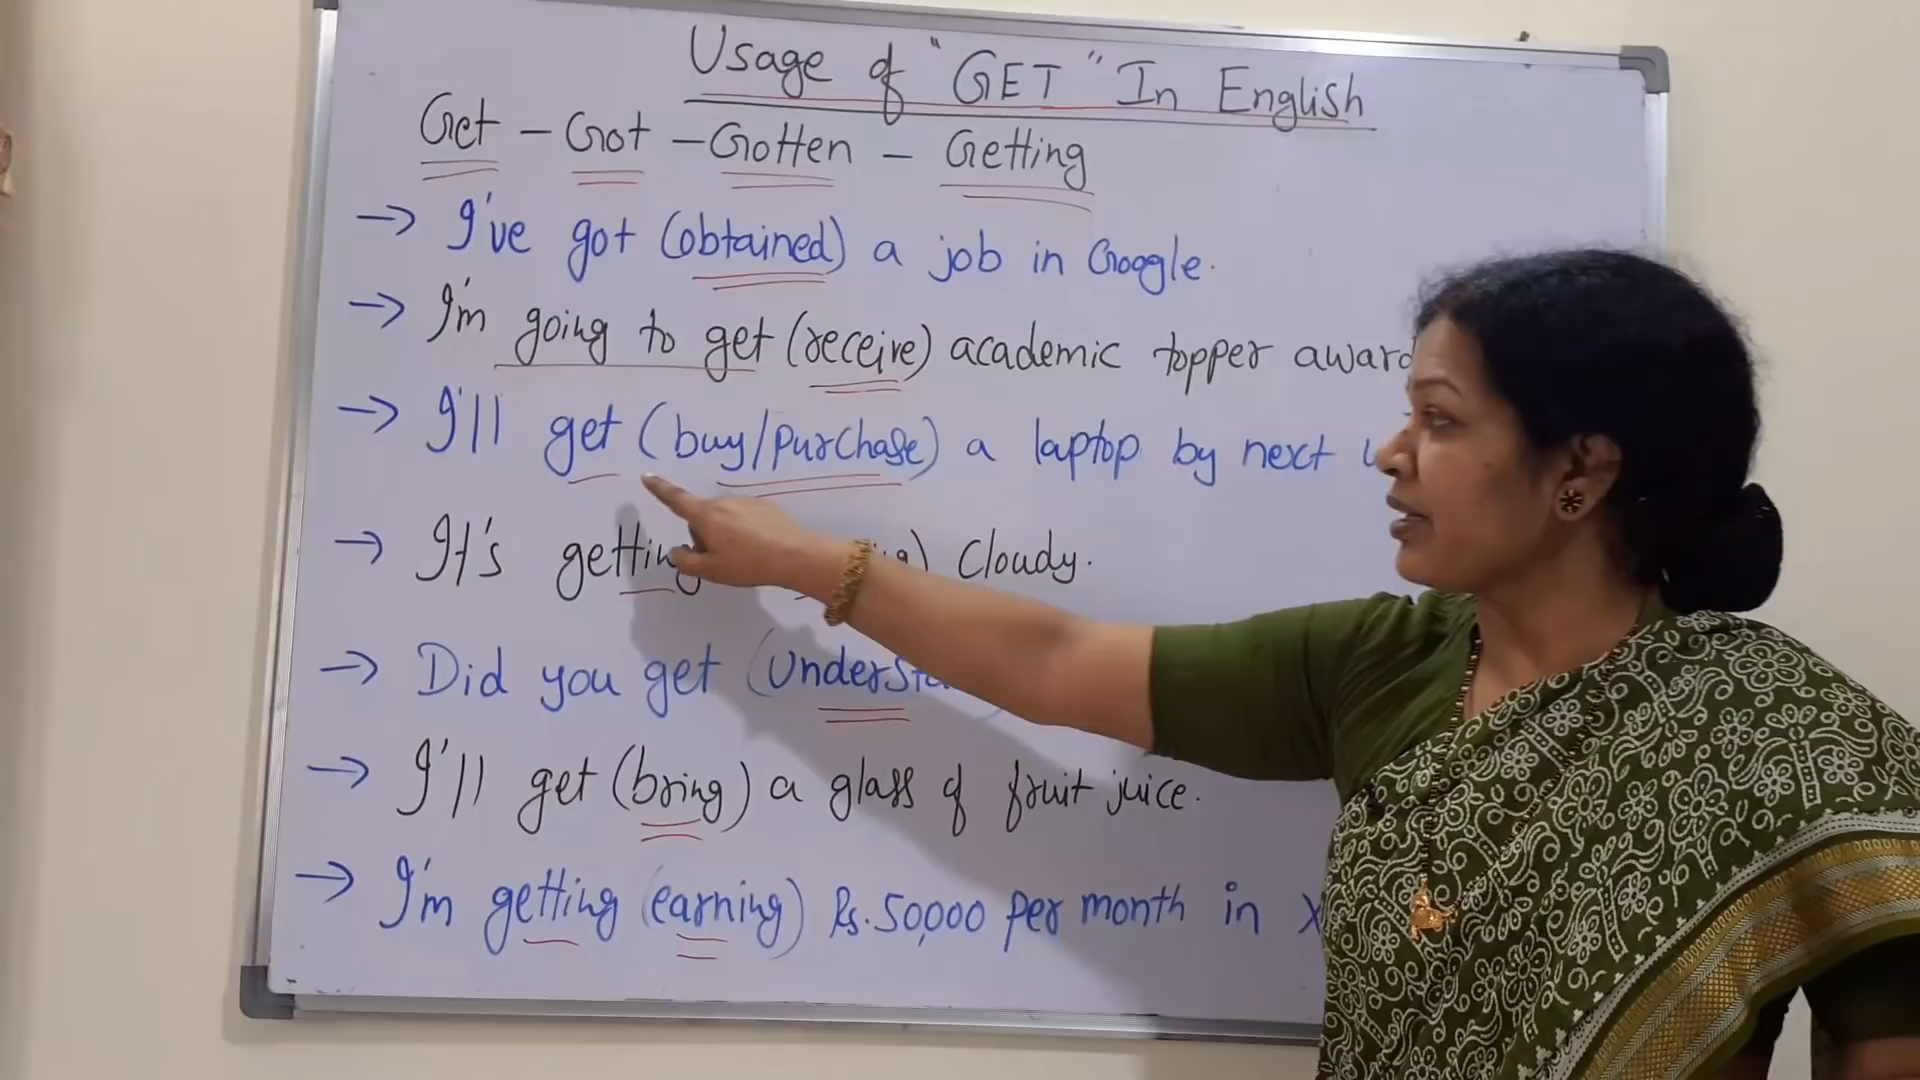 Usage of "GET" In English
Get – Got – Gotten – Getting
→ I've got (obtained) a job in Google.
→ I'm going to get (receive) academic topper award
→ I'll get (buy/purchase) a laptop by next
→ It's getting Cloudy.
→ Did you get
→ I'll get (bring) a glass of fruit juice.
→ I'm getting (earning) Rs. 50,000 per month in X